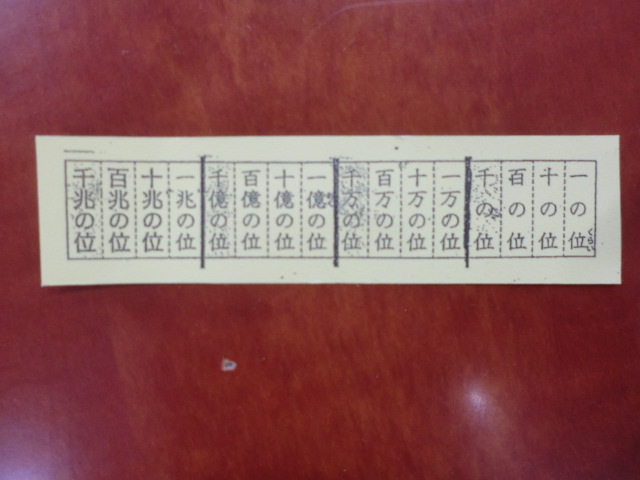 一の位
十の位
百の位
千の位
一万の位
十万の位
百万の位
千万の位
一億の位
十億の位
百億の位
千億の位
一兆の位
十兆の位
百兆の位
千兆の位